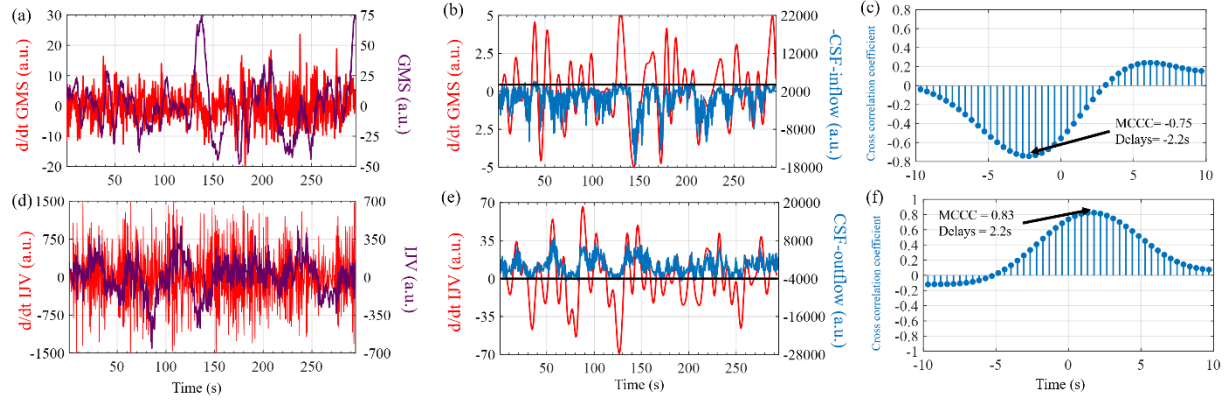 (a)
30
20
10
0
-10
-20
d/dt GMS (a.u.)
75
50
25
0
-25
-50
GMS
(a.u.)
50 100 150 200 250
(b)
5
2.5
0
2.5
5
d/dt GMS (a.u.)
22000
12000
2000
-8000
-18000
-CSF-inflow (a.u.)
50 100 150 200 250
(c)
0.8
0.6
0.4
0.2
0
-0.2
-0.4
-0.6
-0.8
Cross correlation coefficient
MCCC= -0.75
Delays= -2.2s
-10 -5 0 5 10
(d)
1500
750
0
-750
-1500
d/dt IJV (a.u.)
700
350
0
-350
-700
IJV
(a.u.)
50 100 150 200 250
Time (s)
(e)
70
35
0
-35
-70
d/dt IJV (a.u.)
20000
8000
-4000
-16000
-28000
CSF-outflow (a.u.)
50 100 150 200 250
Time (s)
(f)
1
0.8
0.6
0.4
0.2
0
-0.2
-0.4
-0.6
-0.8
-1
Cross correlation coefficient
MCCC = 0.83
Delays = 2.2s
-10 -5 0 5 10
Time (s)